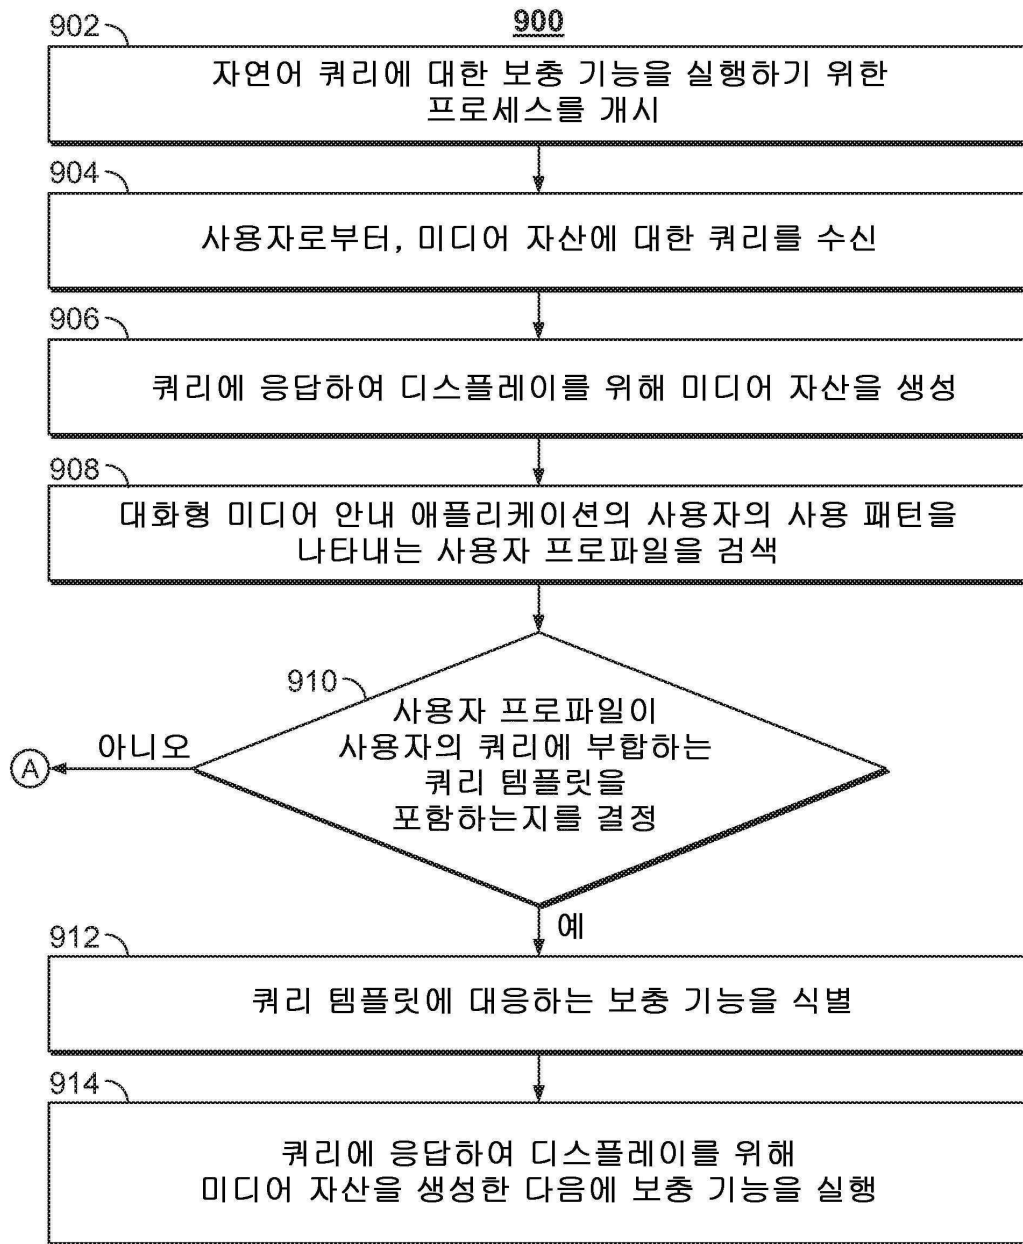 900
902
자연어 쿼리에 대한 보충 기능을 실행하기 위한
프로세스를 개시
904
사용자로부터, 미디어 자산에 대한 쿼리를 수신
906
쿼리에 응답하여 디스플레이를 위해 미디어 자산을 생성
908
대화형 미디어 안내 애플리케이션의 사용자의 사용 패턴을
나타내는 사용자 프로파일을 검색
910
사용자 프로파일이
사용자의 쿼리에 부합하는
쿼리 템플릿을
포함하는지를 결정
아니오
A
예
912
쿼리 템플릿에 대응하는 보충 기능을 식별
914
쿼리에 응답하여 디스플레이를 위해
미디어 자산을 생성한 다음에 보충 기능을 실행